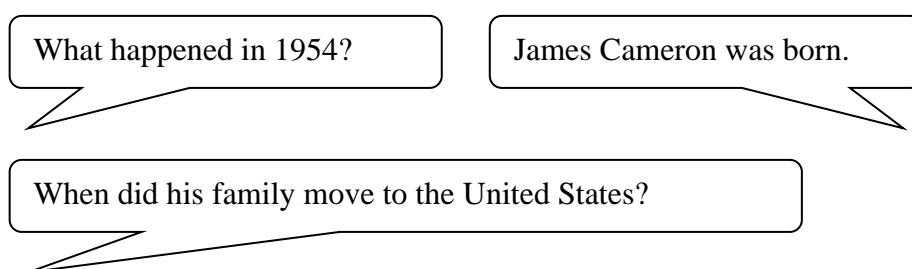 What happened in 1954?
James Cameron was born.
When did his family move to the United States?